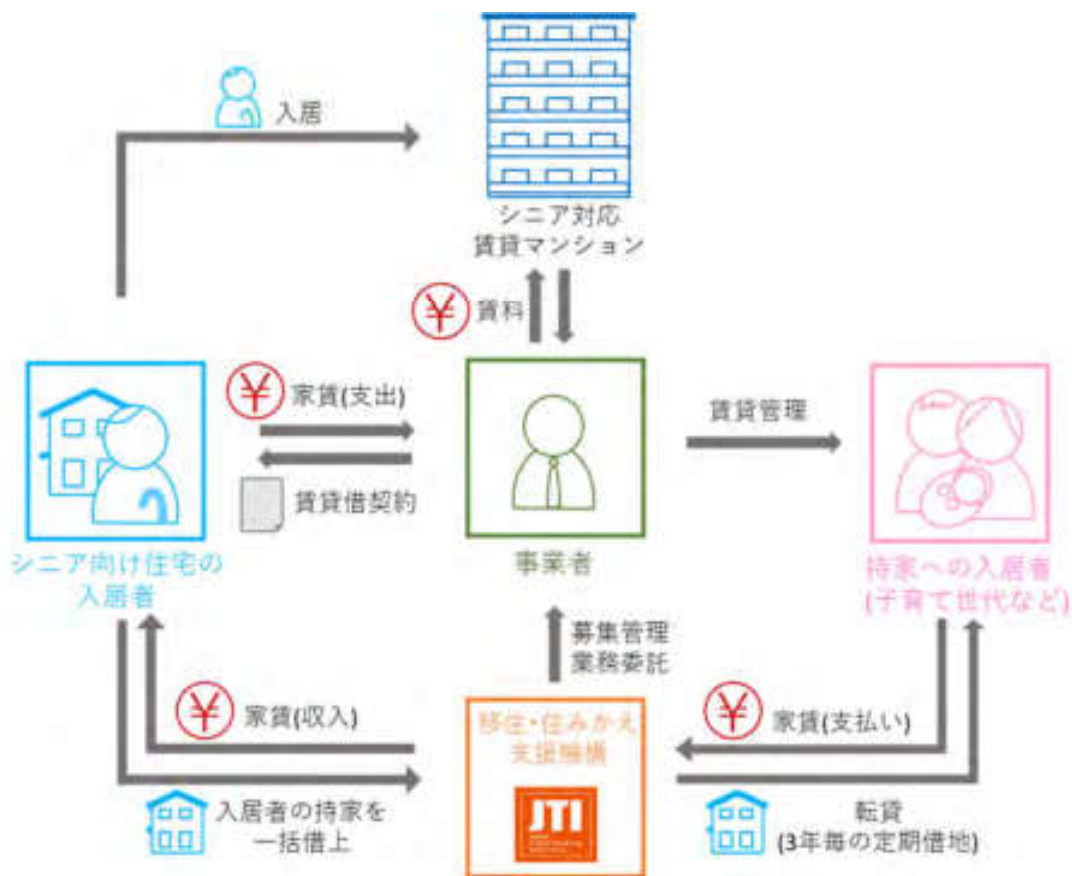 入居
シニア対応
賃貸マンション
¥ 賃料
¥ 家賃(支出)
賃貸管理
賃貸借契約
シニア向け住宅の
入居者
事業者
持家への入居者
(子育て世代など)
募集管理
業務委託
¥ 家賃(収入)
移住・住みかえ
支援機構
¥ 家賃(支払い)
JTI
入居者の持家を
一括借上
転貸
(3年毎の定期借地)